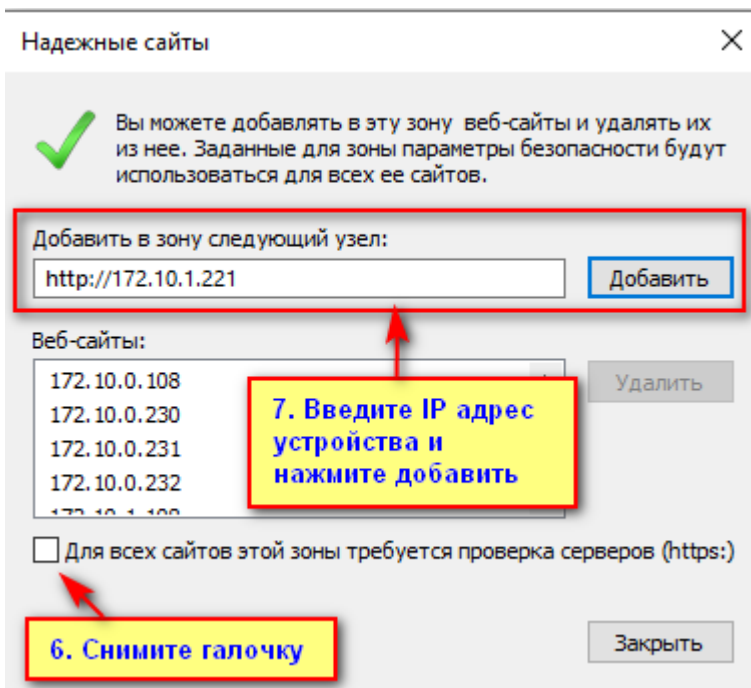 Надежные сайты
Вы можете добавлять в эту зону веб-сайты и удалять их
из нее. Заданные для зоны параметры безопасности будут
использоваться для всех ее сайтов.
Добавить в зону следующий узел:
http://172.10.1.221
Добавить
Веб-сайты:
172.10.0.108
Удалить
172.10.0.230
172.10.0.231
172.10.0.232
7. Введите IP адрес
устройства и
нажмите добавить
Для всех сайтов этой зоны требуется проверка серверов (https:)
6. Снимите галочку
Закрыть